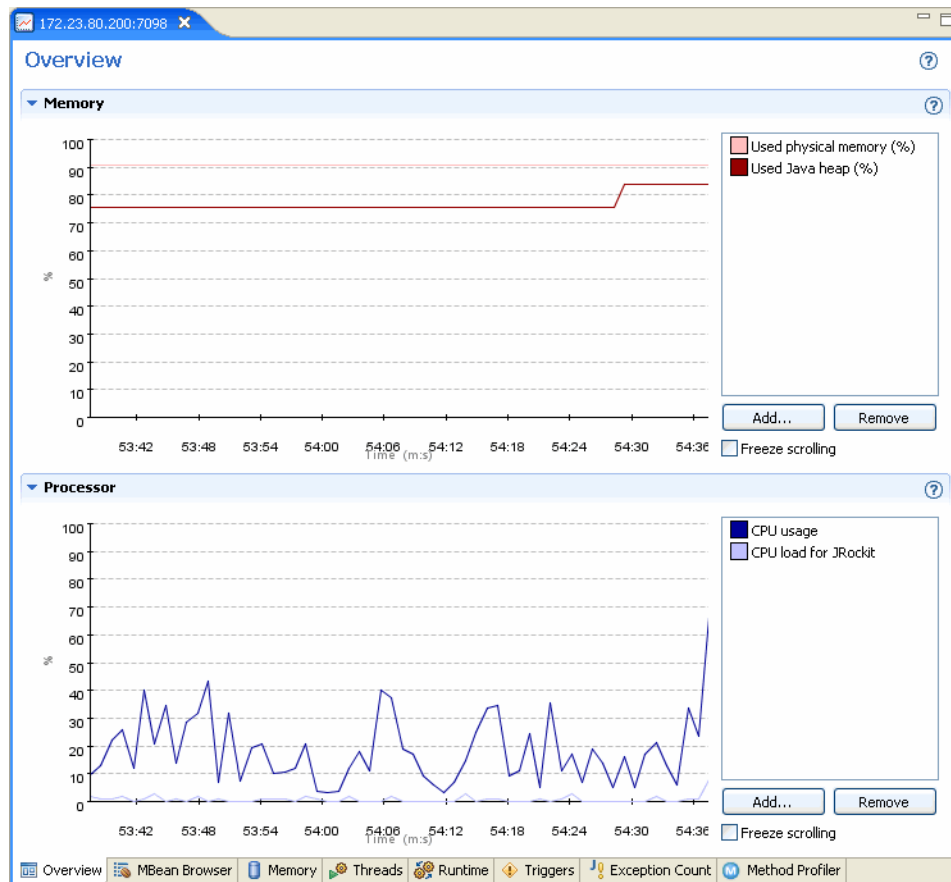 172.23.80.200:7098
Overview
Memory
100
90
80
70
60
50
40
30
20
10
0
%
53:42 53:48 53:54 54:00 54:06 54:12 54:18 54:24 54:30 54:36
Time (m:s)
Used physical memory (%)
Used Java heap (%)
Add... Remove
Freeze scrolling
Processor
100
90
80
70
60
50
40
30
20
10
0
%
53:42 53:48 53:54 54:00 54:06 54:12 54:18 54:24 54:30 54:36
Time (m:s)
CPU usage
CPU load for JRockit
Add... Remove
Freeze scrolling
Overview MBean Browser Memory Threads Runtime Triggers Exception Count Method Profiler